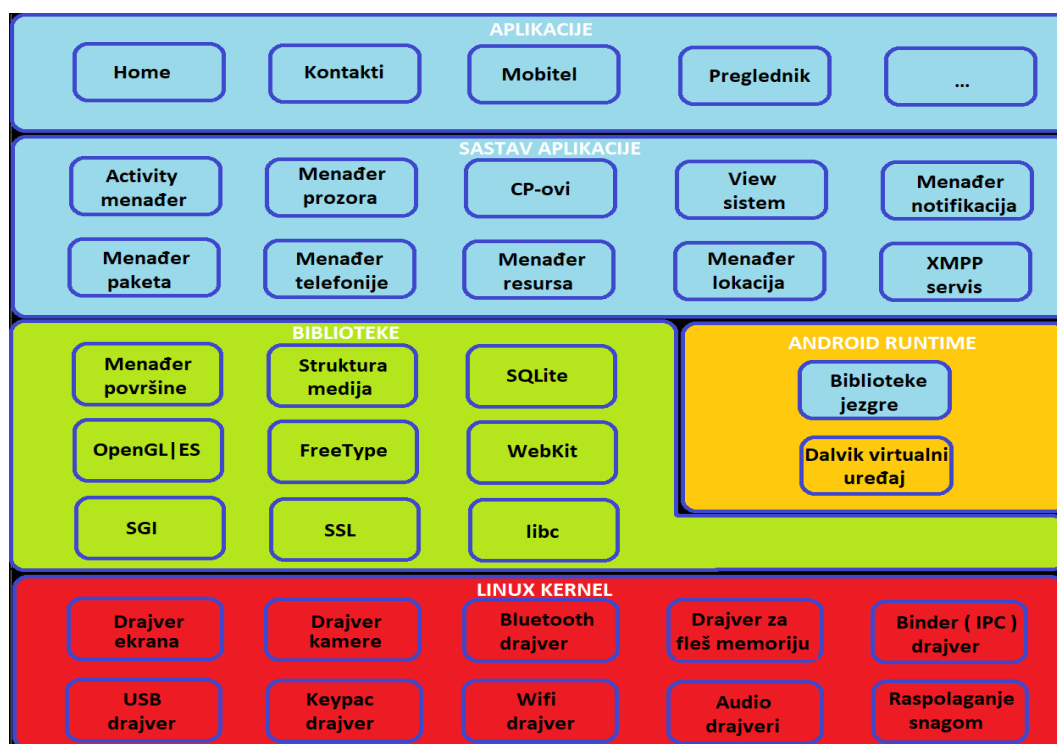 APLIKACIJE
Home
Kontakti
Mobitel
Preglednik
...
SASTAV APLIKACIJE
Activity
menađer
Menađer
prozora
CP-ovi
View
sistem
Menađer
notifikacija
Menađer
paketa
Menađer
telefonije
Menađer
resursa
Menađer
lokacija
XMPP
servis
BIBLIOTEKE
Menađer
površine
Struktura
medija
SQLite
OpenGL|ES
FreeType
WebKit
SGI
SSL
libc
ANDROID RUNTIME
Biblioteke
jezgre
Dalvik virtualni
uređaj
LINUX KERNEL
Drajver
ekrana
Drajver
kamere
Bluetooth
drajver
Drajver za
fleš memoriju
Binder ( IPC )
drajver
USB
drajver
Keypac
drajver
Wifi
drajver
Audio
drajveri
Raspolaganje
snagom